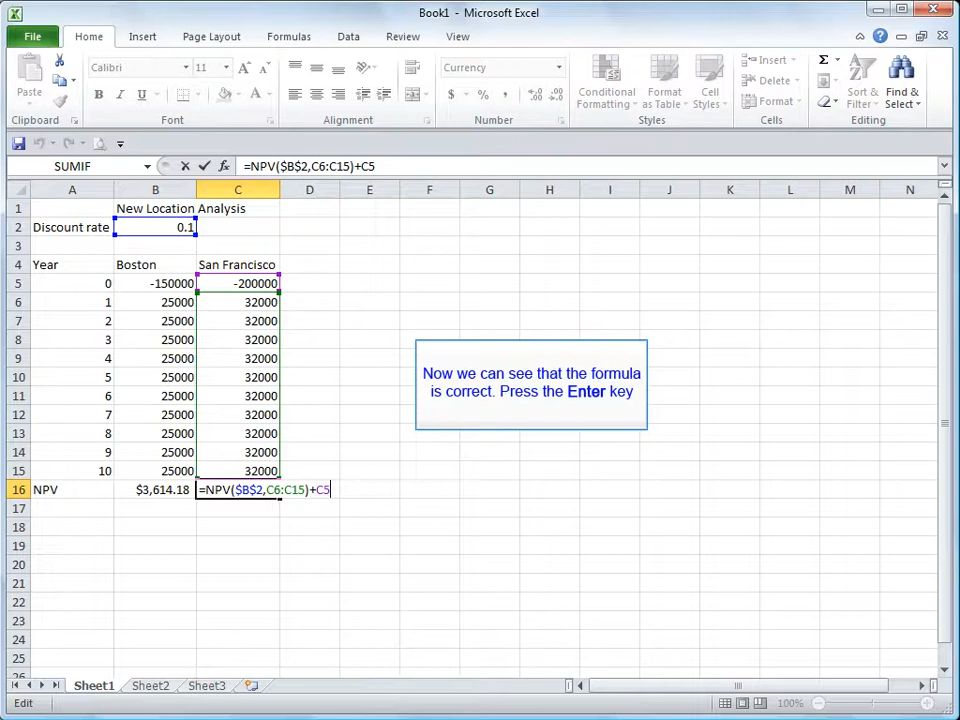 Book1 - Microsoft Excel
File Home Insert Page Layout Formulas Data Review View
Paste
Calibri 11
Currency
Conditional Formatting
Format as Table
Cell Styles
Insert
Delete
Format
Sort & Filter
Find & Select
Clipboard Font Alignment Number Styles Cells Editing
SUMIF =NPV($B$2,C6:C15)+C5
A B C D E F G H I J K L M N
1 New Location Analysis
2 Discount rate 0.1
3
4 Year Boston San Francisco
5 0 -150000 -200000
6 1 25000 32000
7 2 25000 32000
8 3 25000 32000
9 4 25000 32000
10 5 25000 32000
11 6 25000 32000
12 7 25000 32000
13 8 25000 32000
14 9 25000 32000
15 10 25000 32000
16 NPV $3,614.18 =NPV($B$2,C6:C15)+C5
17
18
19
20
21
22
23
24
25
26
Now we can see that the formula
is correct. Press the Enter key
Sheet1 Sheet2 Sheet3
Edit 100%